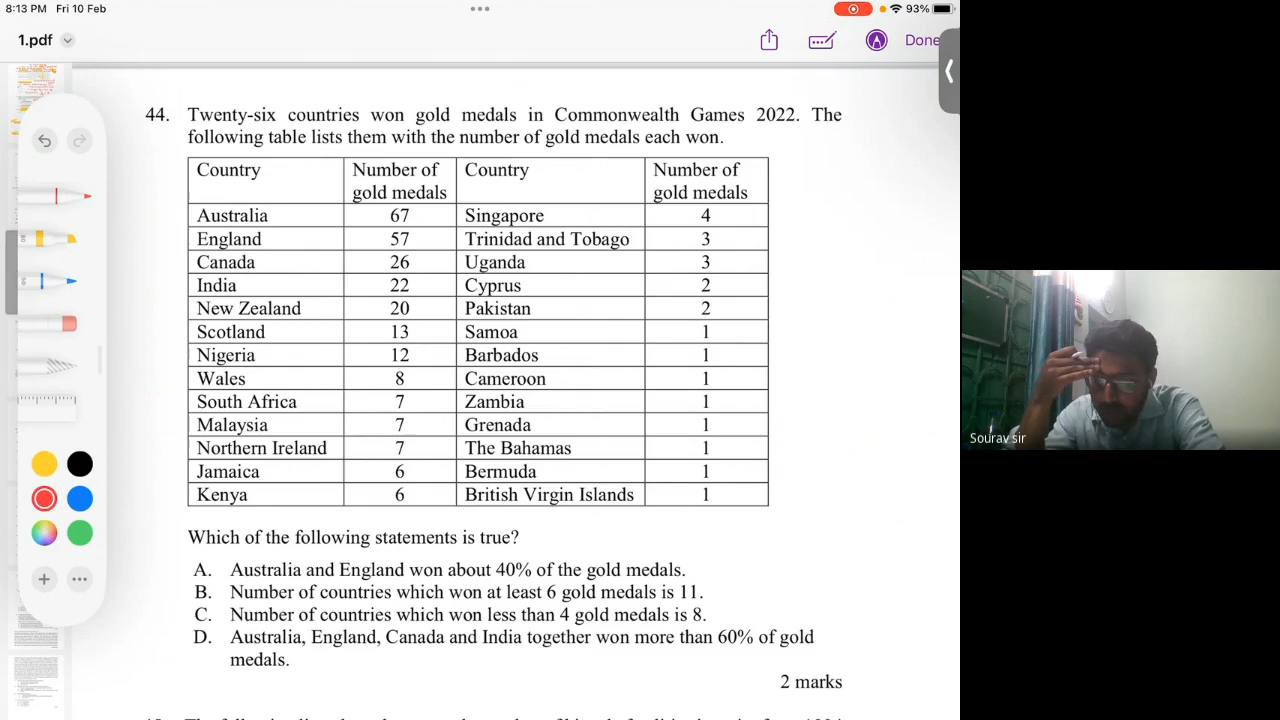 8:13 PM Fri 10 Feb
93%
1.pdf
Done
44. Twenty-six countries won gold medals in Commonwealth Games 2022. The
following table lists them with the number of gold medals each won.
Country Number of gold medals Country Number of gold medals
Australia 67 Singapore 4
England 57 Trinidad and Tobago 3
Canada 26 Uganda 3
India 22 Cyprus 2
New Zealand 20 Pakistan 2
Scotland 13 Samoa 1
Nigeria 12 Barbados 1
Wales 8 Cameroon 1
South Africa 7 Zambia 1
Malaysia 7 Grenada 1
Northern Ireland 7 The Bahamas 1
Jamaica 6 Bermuda 1
Kenya 6 British Virgin Islands 1
Which of the following statements is true?
A. Australia and England won about 40% of the gold medals.
B. Number of countries which won at least 6 gold medals is 11.
C. Number of countries which won less than 4 gold medals is 8.
D. Australia, England, Canada and India together won more than 60% of gold
medals.
2 marks
Sourav sir